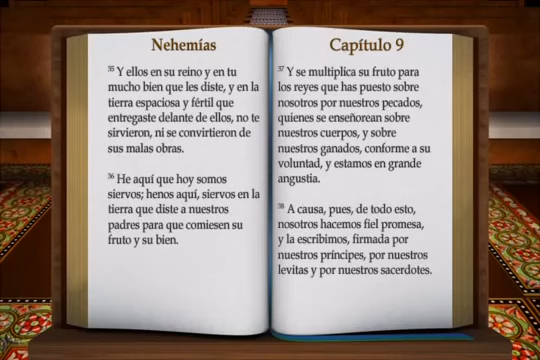 Nehemías
35 Y ellos en su reino y en tu
mucho bien que les diste, y en la
tierra espaciosa y fértil que
entregaste delante de ellos, no te
sirvieron, ni se convirtieron de
sus malas obras.
36 He aquí que hoy somos
siervos; henos aquí, siervos en la
tierra que diste a nuestros
padres para que comiesen su
fruto y su bien.
Capítulo 9
37 Y se multiplica su fruto para
los reyes que has puesto sobre
nosotros por nuestros pecados,
quienes se enseñorean sobre
nuestros cuerpos, y sobre
nuestros ganados, conforme a su
voluntad, y estamos en grande
angustia.
38 A causa, pues, de todo esto,
nosotros hacemos fiel promesa,
y la escribimos, firmada por
nuestros príncipes, por nuestros
levitas y por nuestros sacerdotes.